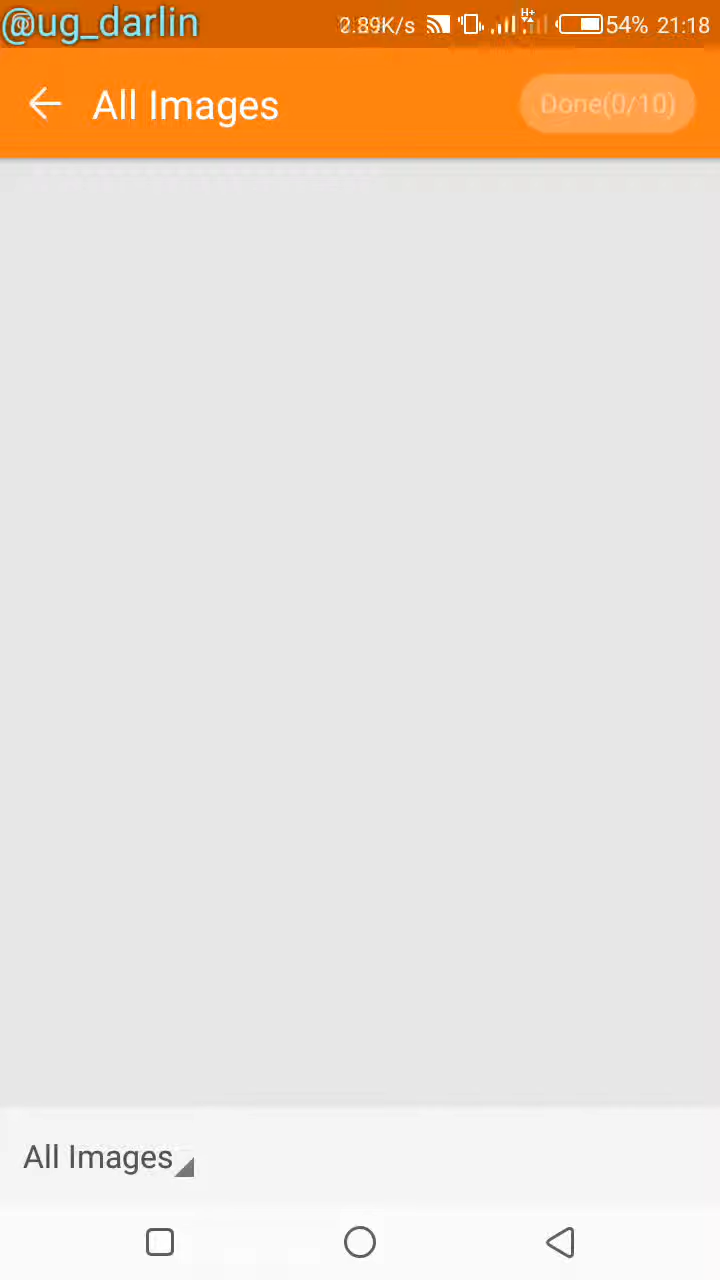 @ug_darlin
2.89K/s H+ 54% 21:18
All Images Done(0/10)
All Images